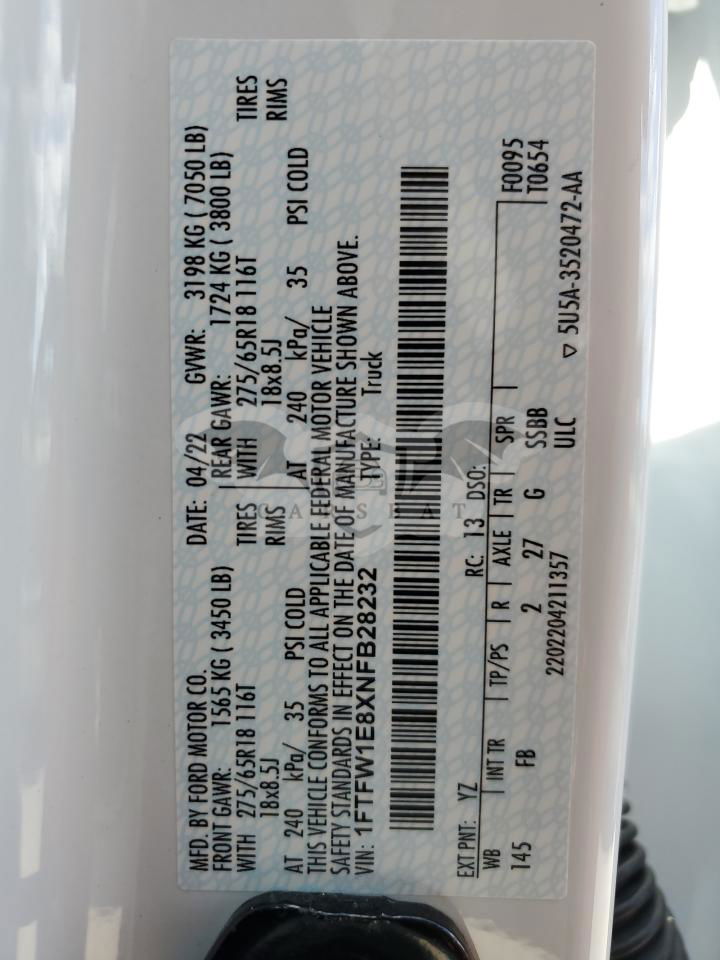 MFD. BY FORD MOTOR CO. DATE: 04/22 GVWR: 3198 KG ( 7050 LB)
FRONT GAWR: 1565 KG ( 3450 LB) REAR GAWR: 1724 KG ( 3800 LB)
WITH 275/65R18 116T TIRES WITH 275/65R18 116T TIRES
18x8.5J RIMS 18x8.5J RIMS
AT 240 kPa/ 35 PSI COLD AT 240 kPa/ 35 PSI COLD
THIS VEHICLE CONFORMS TO ALL APPLICABLE FEDERAL MOTOR VEHICLE
SAFETY STANDARDS IN EFFECT ON THE DATE OF MANUFACTURE SHOWN ABOVE.
VIN: 1FTFW1E8XNFB28232 TYPE: Truck
EXT PNT: YZ RC: 13 DSO: F0095
WB INT TR TP/PS R AXLE TR SPR T0654
145 FB 2 27 G SSBB
2202204211357 ULC
▽ 5U5A-3520472-AA
CARSBAT